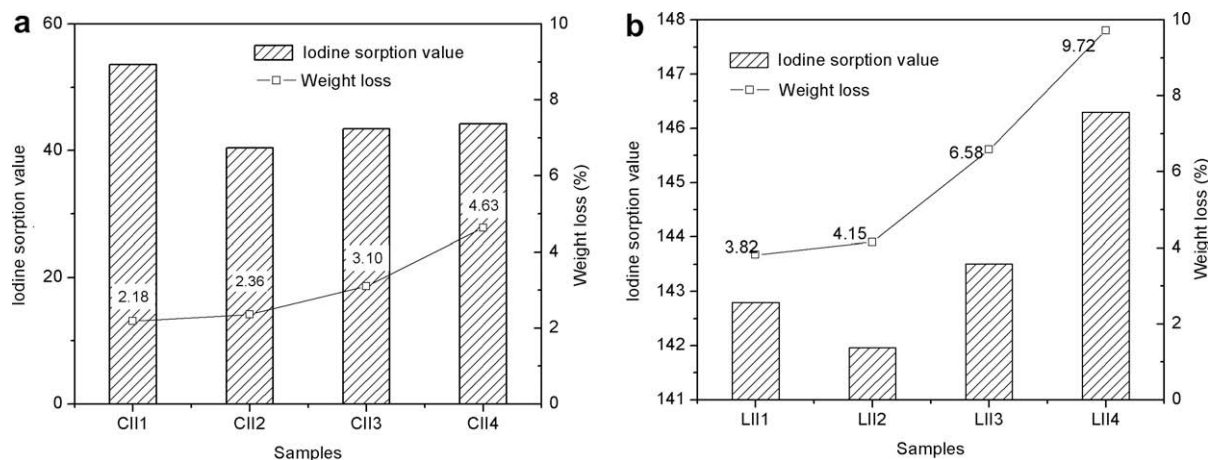 a
60
40
20
0
Iodine sorption value
Iodine sorption value
Weight loss
2.18
2.36
3.10
4.63
10
8
6
4
2
0
Weight loss (%)
CII1 CII2 CII3 CII4
Samples
b
148
147
146
145
144
143
142
141
Iodine sorption value
Iodine sorption value
Weight loss
3.82
4.15
6.58
9.72
10
8
6
4
2
0
Weight loss (%)
LII1 LII2 LII3 LII4
Samples